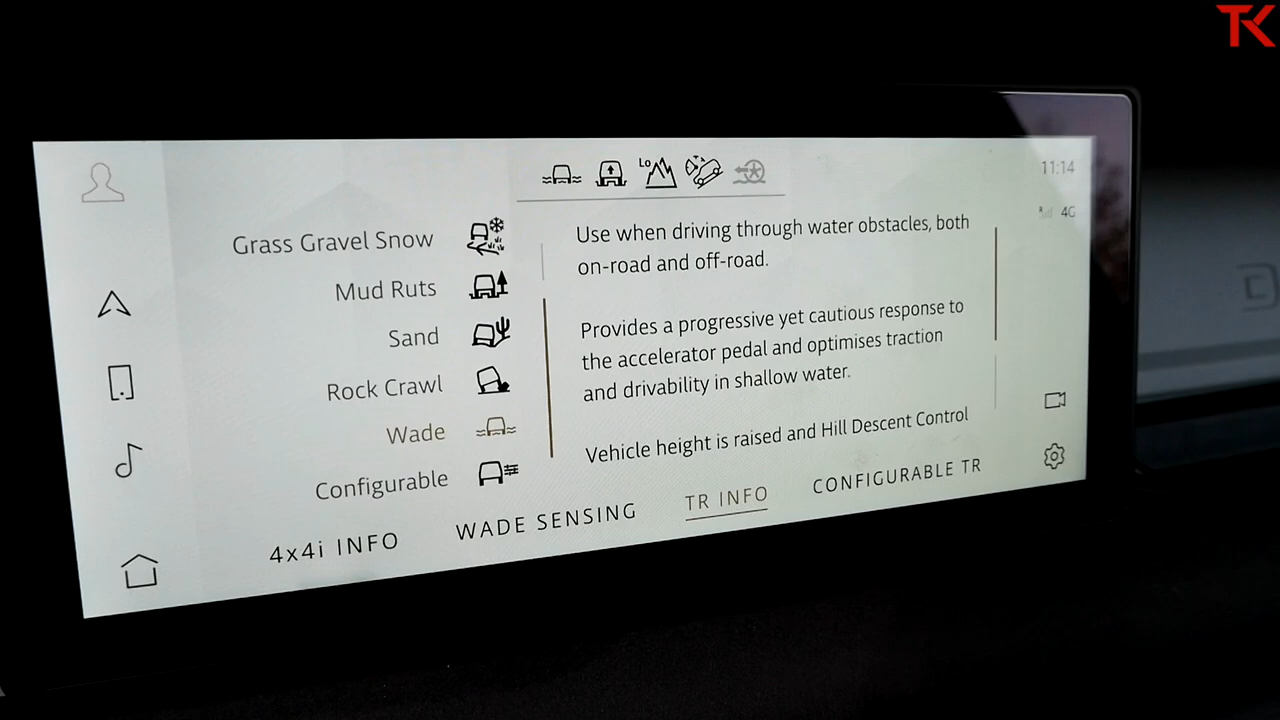 TK
Lo
11:14
4G
Grass Gravel Snow
Mud Ruts
Sand
Rock Crawl
Wade
Configurable
Use when driving through water obstacles, both
on-road and off-road.
Provides a progressive yet cautious response to
the accelerator pedal and optimises traction
and drivability in shallow water.
Vehicle height is raised and Hill Descent Control
4x4i INFO
WADE SENSING
TR INFO
CONFIGURABLE TR